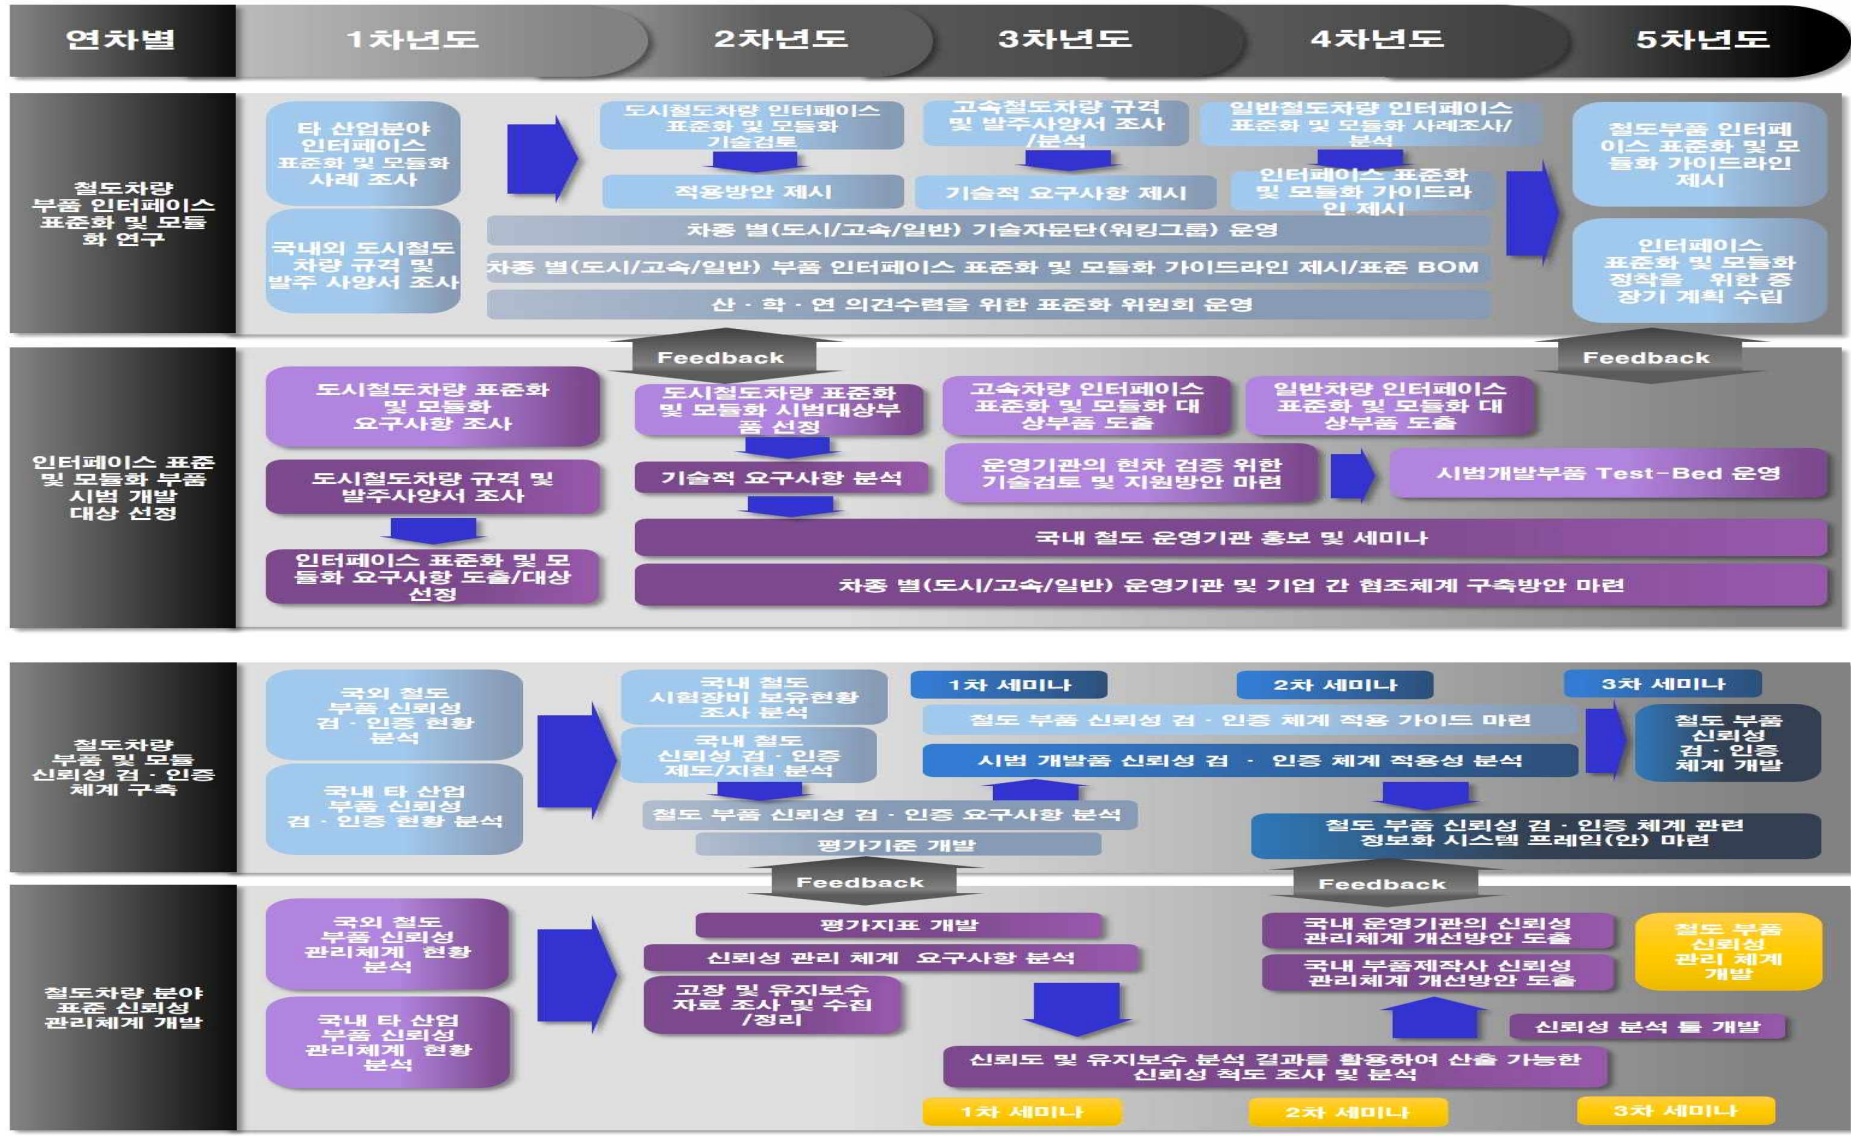 연차별
1차년도
2차년도
3차년도
4차년도
5차년도
철도차량
부품 인터페이스
표준화 및 모듈
화 연구
타 산업분야
인터페이스
표준화 및 모듈화
사례 조사
국내외 도시철도
차량 규격 및
발주 사양서 조사
도시철도차량 인터페이스
표준화 및 모듈화
기술검토
적용방안 제시
고속철도차량 규격
및 발주사양서 조사
/분석
기술적 요구사항 제시
일반철도차량 인터페이스
표준화 및 모듈화 사례조사/
분석
인터페이스 표준화
및 모듈화 가이드라
인 제시
차종 별(도시/고속/일반) 기술자문단(워킹그룹) 운영
차종 별(도시/고속/일반) 부품 인터페이스 표준화 및 모듈화 가이드라인 제시/표준 BOM
산 · 학 · 연 의견수렴을 위한 표준화 위원회 운영
철도부품 인터페
이스 표준화 및 모
듈화 가이드라인
제시
인터페이스
표준화 및 모듈화
정착을 위한 중
장기 계획 수립
Feedback
Feedback
인터페이스 표준
및 모듈화 부품
시범 개발
대상 선정
도시철도차량 표준화
및 모듈화
요구사항 조사
도시철도차량 규격 및
발주사양서 조사
인터페이스 표준화 및 모
듈화 요구사항 도출/대상
선정
도시철도차량 표준화
및 모듈화 시범대상부
품 선정
기술적 요구사항 분석
고속차량 인터페이스
표준화 및 모듈화 대
상부품 도출
일반차량 인터페이스
표준화 및 모듈화 대
상부품 도출
운영기관의 현차 검증 위한
기술검토 및 지원방안 마련
시범개발부품 Test-Bed 운영
국내 철도 운영기관 홍보 및 세미나
차종 별(도시/고속/일반) 운영기관 및 기업 간 협조체계 구축방안 마련
철도차량
부품 및 모듈
신뢰성 검 · 인증
체계 구축
국외 철도
부품 신뢰성
검 · 인증 현황
분석
국내 타 산업
부품 신뢰성
검 · 인증 현황 분석
국내 철도
시험장비 보유현황
조사 분석
국내 철도
신뢰성 검 · 인증
제도/지침 분석
1차 세미나
2차 세미나
3차 세미나
철도 부품 신뢰성 검 · 인증 체계 적용 가이드 마련
시범 개발품 신뢰성 검 · 인증 체계 적용성 분석
철도 부품
신뢰성
검 · 인증
체계 개발
철도 부품 신뢰성 검 · 인증 요구사항 분석
평가기준 개발
철도 부품 신뢰성 검 · 인증 체계 관련
정보화 시스템 프레임(안) 마련
Feedback
Feedback
철도차량 분야
표준 신뢰성
관리체계 개발
국외 철도
부품 신뢰성
관리체계 현황
분석
국내 타 산업
부품 신뢰성
관리체계 현황
분석
평가지표 개발
신뢰성 관리 체계 요구사항 분석
고장 및 유지보수
자료 조사 및 수집
/정리
국내 운영기관의 신뢰성
관리체계 개선방안 도출
국내 부품제작사 신뢰성
관리체계 개선방안 도출
철도 부품
신뢰성
관리 체계
개발
신뢰성 분석 툴 개발
신뢰도 및 유지보수 분석 결과를 활용하여 산출 가능한
신뢰성 척도 조사 및 분석
1차 세미나
2차 세미나
3차 세미나